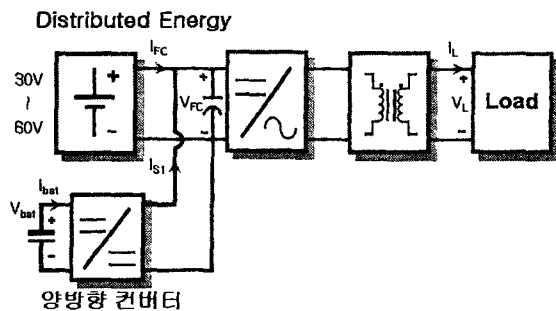 Distributed Energy
I_FC
I_L
30V
~
60V
+
-
+
V_FC
-
+
V_L
-
Load
I_S1
I_bat
V_bat
+
-
양방향 컨버터